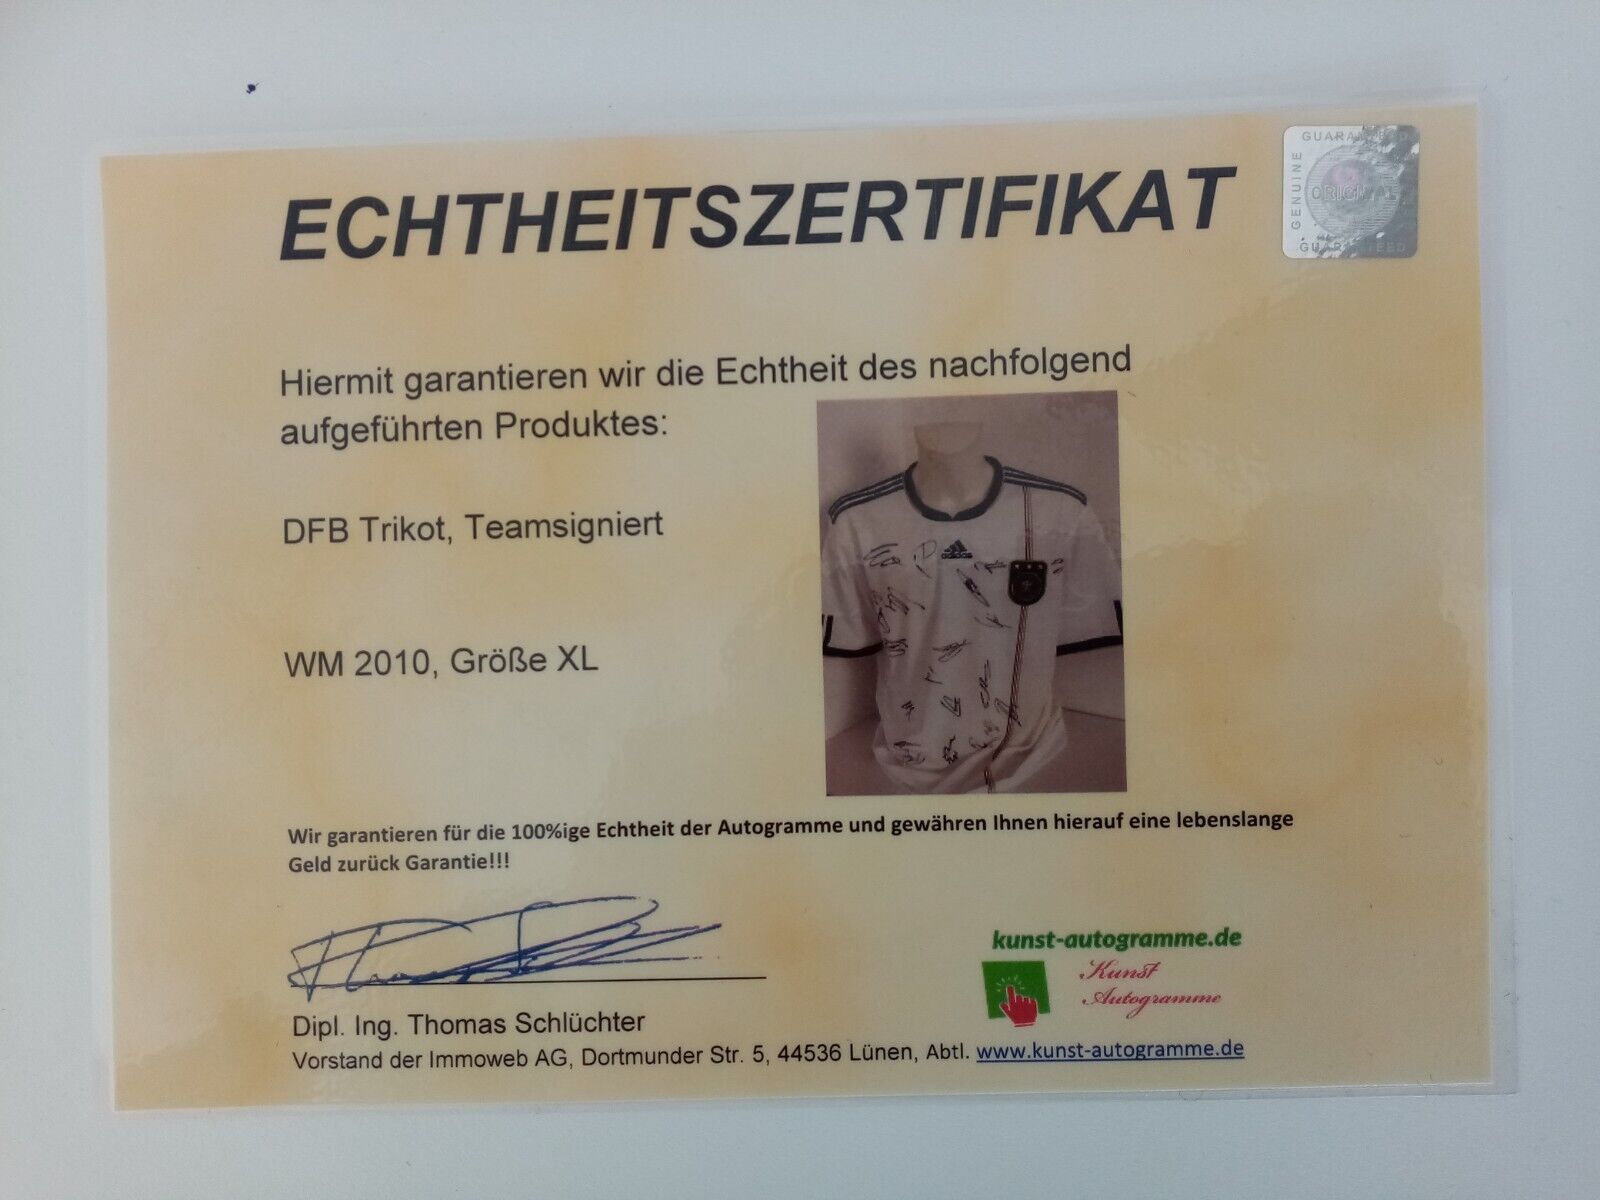 ECHTHEITSZERTIFIKAT
GUARANTEED
GENUINE
ORIGINAL
GUARANTEED
Hiermit garantieren wir die Echtheit des nachfolgend
aufgeführten Produktes:
DFB Trikot, Teamsigniert
adidas
WM 2010, Größe XL
Wir garantieren für die 100%ige Echtheit der Autogramme und gewähren Ihnen hierauf eine lebenslange
Geld zurück Garantie!!!
kunst-autogramme.de
Kunst
Autogramme
Dipl. Ing. Thomas Schlüchter
Vorstand der Immoweb AG, Dortmunder Str. 5, 44536 Lünen, Abtl. www.kunst-autogramme.de